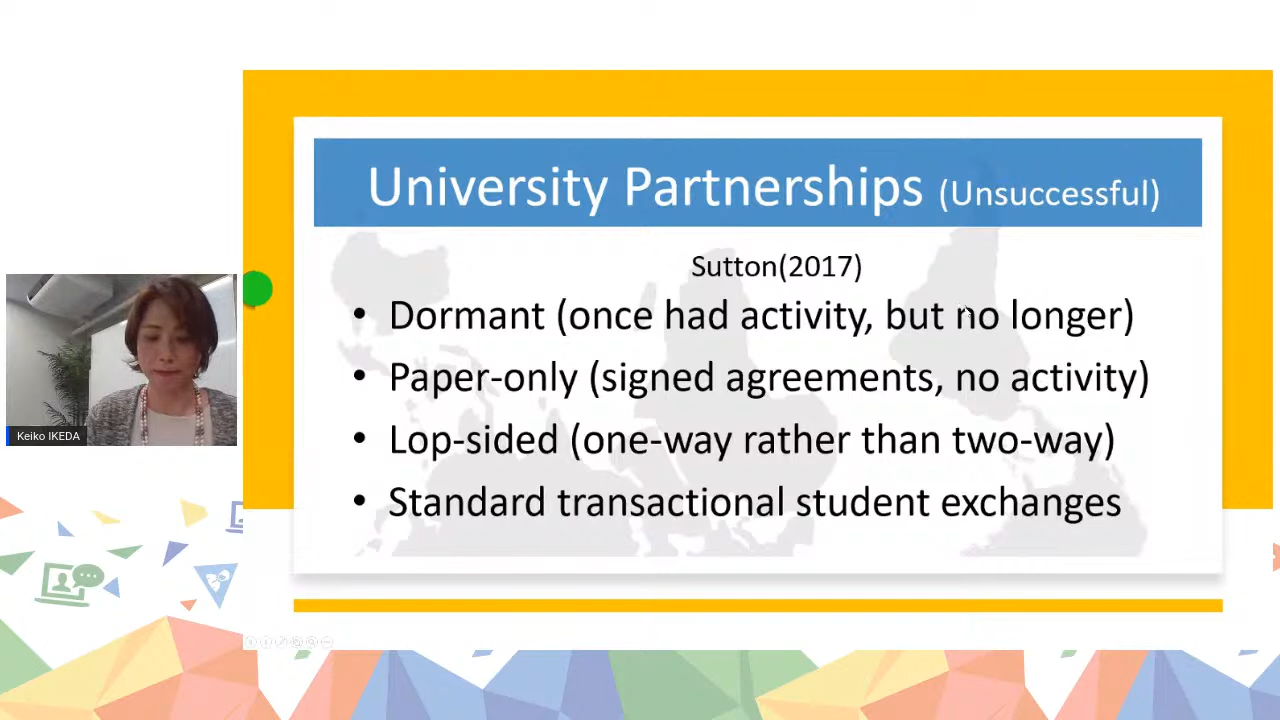 University Partnerships (Unsuccessful)
Sutton(2017)
• Dormant (once had activity, but no longer)
• Paper-only (signed agreements, no activity)
• Lop-sided (one-way rather than two-way)
• Standard transactional student exchanges
Keiko IKEDA